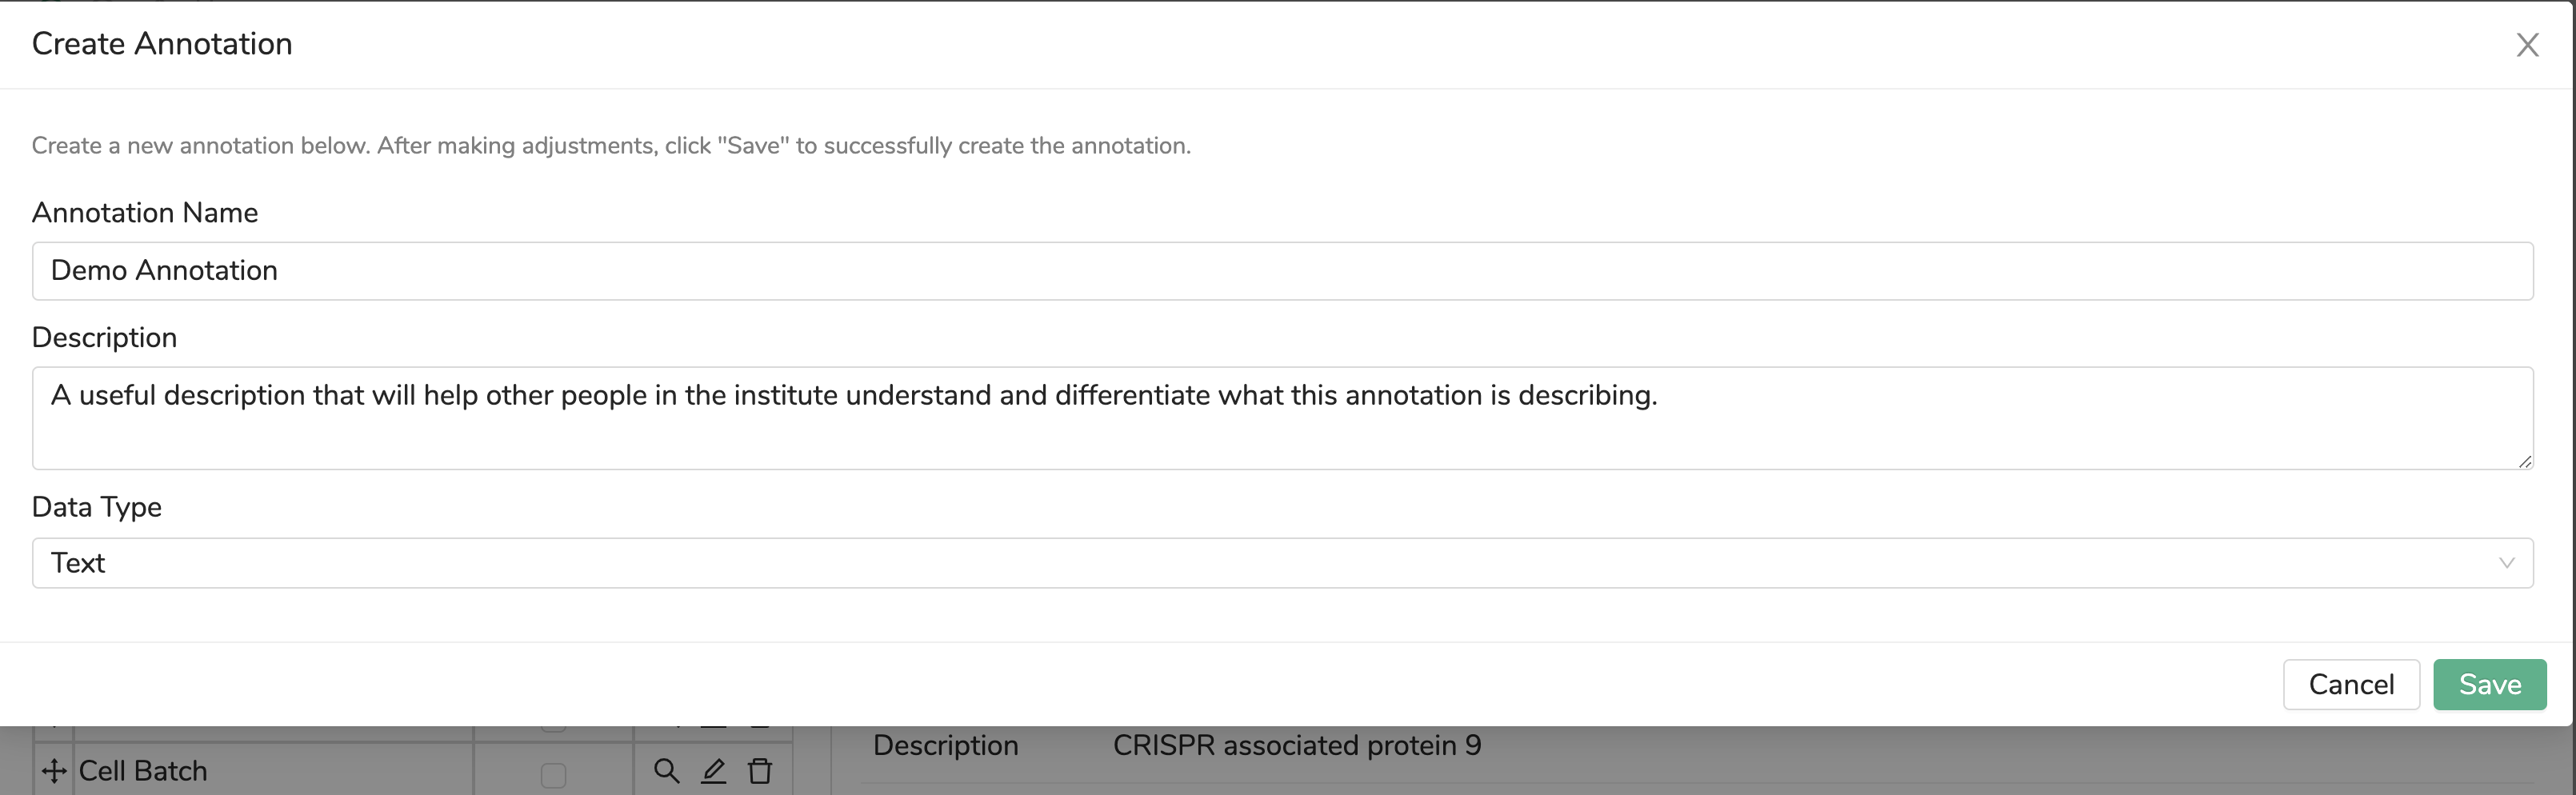 Create Annotation
Create a new annotation below. After making adjustments, click "Save" to successfully create the annotation.
Annotation Name
Demo Annotation
Description
A useful description that will help other people in the institute understand and differentiate what this annotation is describing.
Data Type
Text
Cancel
Save
Description
CRISPR associated protein 9
Cell Batch